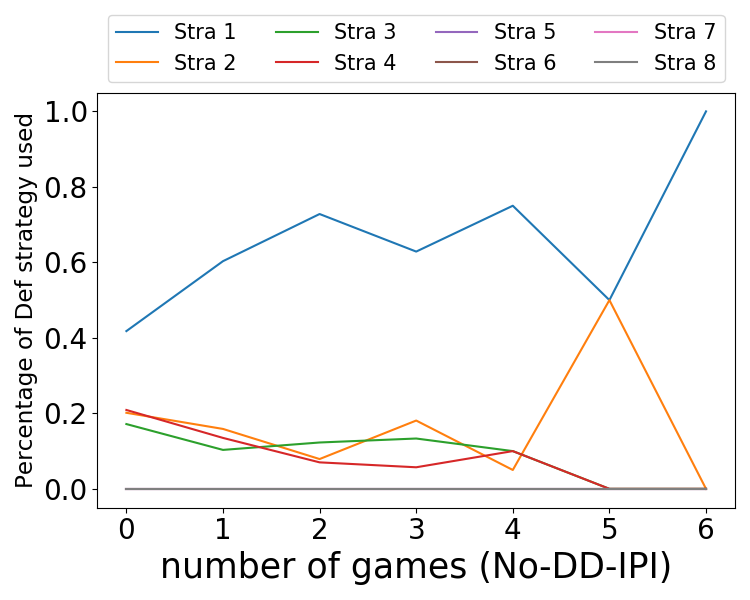 Stra 1 Stra 3 Stra 5 Stra 7
Stra 2 Stra 4 Stra 6 Stra 8
Percentage of Def strategy used
1.0
0.8
0.6
0.4
0.2
0.0
0 1 2 3 4 5 6
number of games (No-DD-IPI)